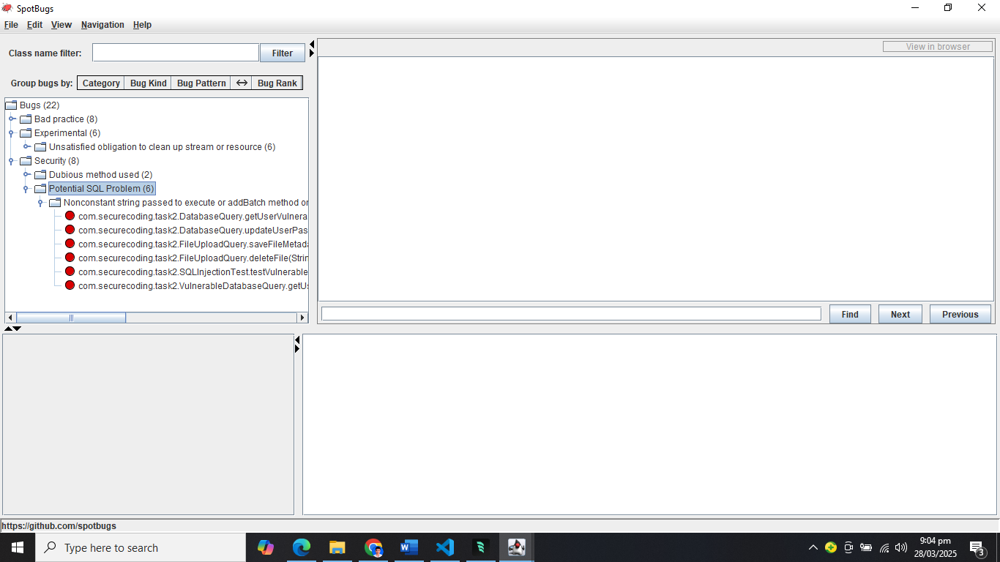 SpotBugs
File Edit View Navigation Help
Class name filter: Filter
View in browser
Group bugs by: Category Bug Kind Bug Pattern Bug Rank
Bugs (22)
Bad practice (8)
Experimental (6)
Unsatisfied obligation to clean up stream or resource (6)
Security (8)
Dubious method used (2)
Potential SQL Problem (6)
Nonconstant string passed to execute or addBatch method or
com.securecoding.task2.DatabaseQuery.getUserVulnera
com.securecoding.task2.DatabaseQuery.updateUserPas
com.securecoding.task2.FileUploadQuery.saveFileMetada
com.securecoding.task2.FileUploadQuery.deleteFile(Strin
com.securecoding.task2.SQLInjectionTest.testVulnerable
com.securecoding.task2.VulnerableDatabaseQuery.getUs
Find Next Previous
https://github.com/spotbugs
Type here to search
9:04 pm
28/03/2025
3